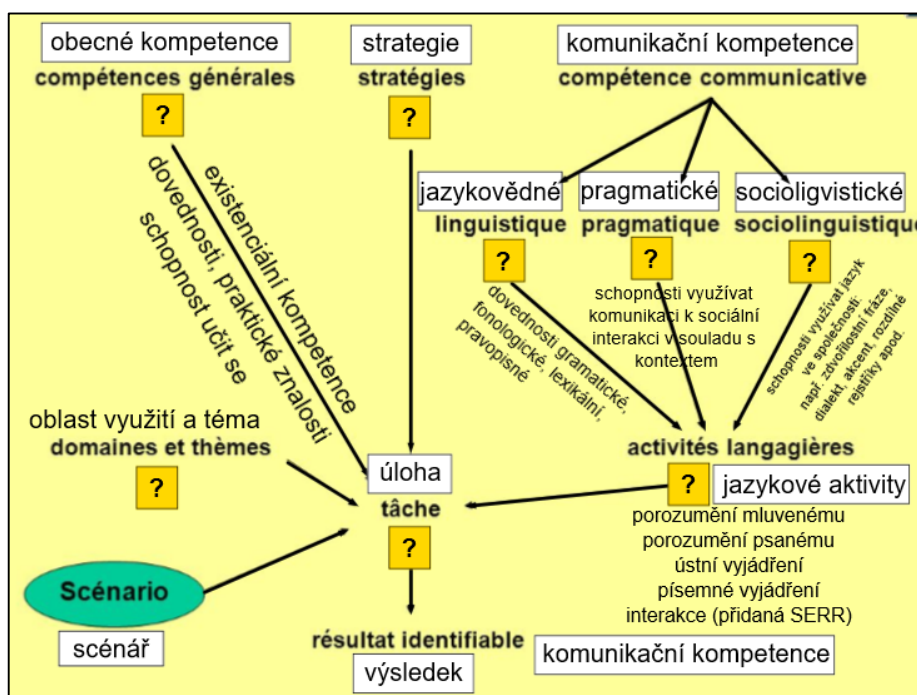 obecné kompetence
compétences générales
?
strategie
stratégies
?
komunikační kompetence
compétence communicative
jazykovědné
linguistique
?
pragmatické
pragmatique
?
socioligvistické
sociolinguistique
?
existenciální kompetence
dovednosti, praktické znalosti
schopnost učit se
dovednosti gramatické,
fonologické, lexikální,
pravopisné
schopnosti využívat
komunikaci k sociální
interakci v souladu s
kontextem
schopnosti využívat jazyk
ve společnosti:
např. zdvořilostní fráze,
dialekt, akcent, rozdílné
rejstříky apod.
oblast využití a téma
domaines et thèmes
?
úloha
tâche
?
activités langagières
?
jazykové aktivity
porozumění mluvenému
porozumění psanému
ústní vyjádření
písemné vyjádření
interakce (přidaná SERR)
Scénario
scénář
résultat identifiable
výsledek
komunikační kompetence